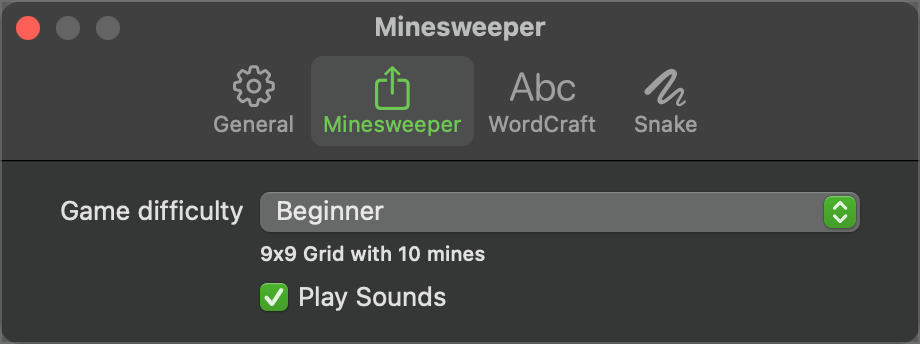 Minesweeper
Abc
General Minesweeper WordCraft Snake
Game difficulty Beginner
9x9 Grid with 10 mines
Play Sounds